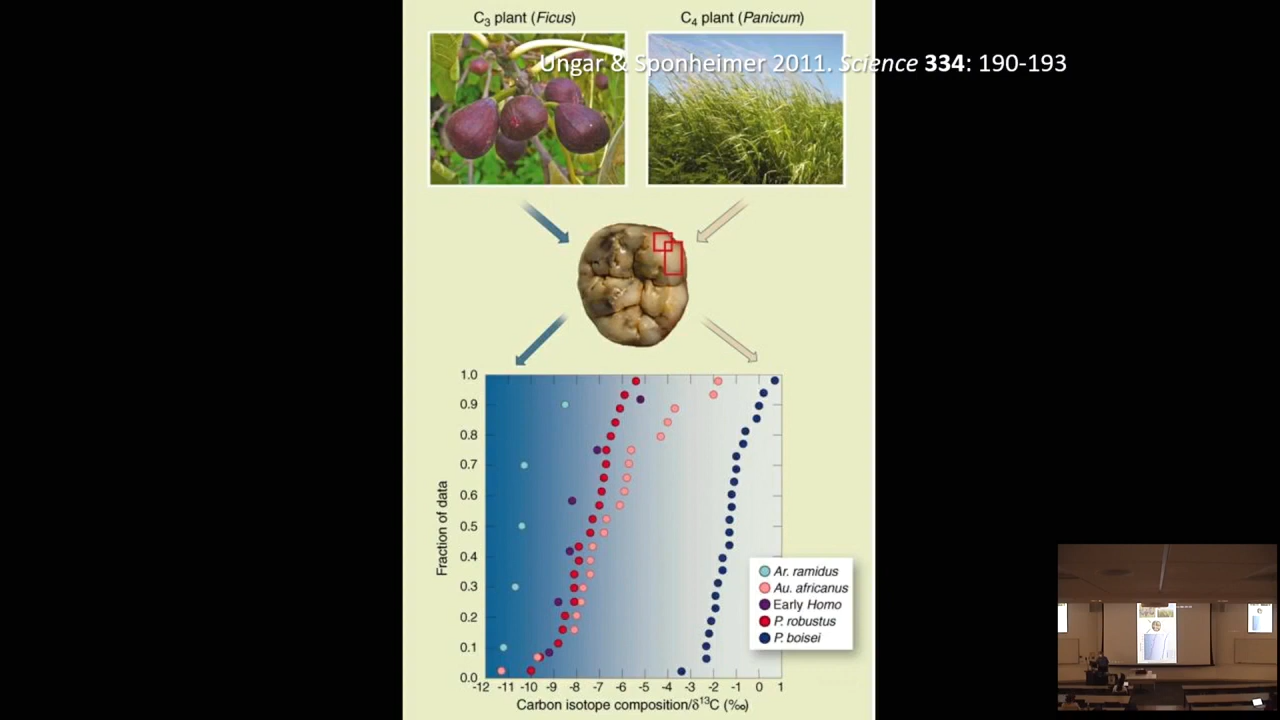 C3 plant (Ficus)
C4 plant (Panicum)
Ungar & Sponheimer 2011. Science 334: 190-193
1.0
0.9
0.8
0.7
0.6
0.5
0.4
0.3
0.2
0.1
0.0
Fraction of data
Ar. ramidus
Au. africanus
Early Homo
P. robustus
P. boisei
-12 -11 -10 -9 -8 -7 -6 -5 -4 -3 -2 -1 0 1
Carbon isotope composition/δ13C (‰)